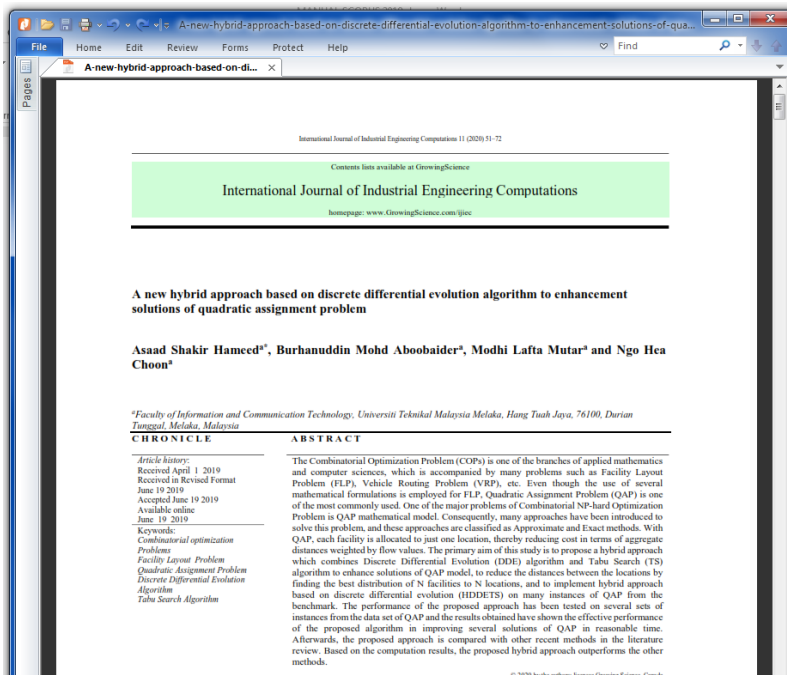 A-new-hybrid-approach-based-on-discrete-differential-evolution-algorithm-to-enhancement-solutions-of-qua...
File Home Edit Review Forms Protect Help Find
A-new-hybrid-approach-based-on-di...
Pages
International Journal of Industrial Engineering Computations 11 (2020) 51–72
Contents lists available at GrowingScience
International Journal of Industrial Engineering Computations
homepage: www.GrowingScience.com/ijiec
A new hybrid approach based on discrete differential evolution algorithm to enhancement
solutions of quadratic assignment problem
Asaad Shakir Hameedᵃ*, Burhanuddin Mohd Aboobaiderᵃ, Modhi Lafta Mutarᵃ and Ngo Hea
Choonᵃ
ᵃFaculty of Information and Communication Technology, Universiti Teknikal Malaysia Melaka, Hang Tuah Jaya, 76100, Durian
Tunggal, Melaka, Malaysia
CHRONICLE
Article history:
Received April 1 2019
Received in Revised Format
June 19 2019
Accepted June 19 2019
Available online
June 19 2019
Keywords:
Combinatorial optimization
Problems
Facility Layout Problem
Quadratic Assignment Problem
Discrete Differential Evolution
Algorithm
Tabu Search Algorithm
ABSTRACT
The Combinatorial Optimization Problem (COPs) is one of the branches of applied mathematics
and computer sciences, which is accompanied by many problems such as Facility Layout
Problem (FLP), Vehicle Routing Problem (VRP), etc. Even though the use of several
mathematical formulations is employed for FLP, Quadratic Assignment Problem (QAP) is one
of the most commonly used. One of the major problems of Combinatorial NP-hard Optimization
Problem is QAP mathematical model. Consequently, many approaches have been introduced to
solve this problem, and these approaches are classified as Approximate and Exact methods. With
QAP, each facility is allocated to just one location, thereby reducing cost in terms of aggregate
distances weighted by flow values. The primary aim of this study is to propose a hybrid approach
which combines Discrete Differential Evolution (DDE) algorithm and Tabu Search (TS)
algorithm to enhance solutions of QAP model, to reduce the distances between the locations by
finding the best distribution of N facilities to N locations, and to implement hybrid approach
based on discrete differential evolution (HDDETS) on many instances of QAP from the
benchmark. The performance of the proposed approach has been tested on several sets of
instances from the data set of QAP and the results obtained have shown the effective performance
of the proposed algorithm in improving several solutions of QAP in reasonable time.
Afterwards, the proposed approach is compared with other recent methods in the literature
review. Based on the computation results, the proposed hybrid approach outperforms the other
methods.